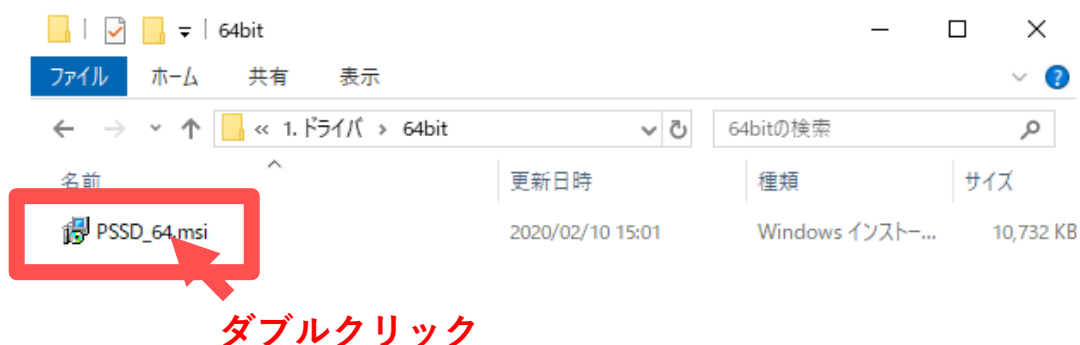 64bit
ファイル ホーム 共有 表示
« 1. ドライバ › 64bit 64bitの検索
名前 更新日時 種類 サイズ
PSSD_64.msi 2020/02/10 15:01 Windows インストー... 10,732 KB
ダブルクリック